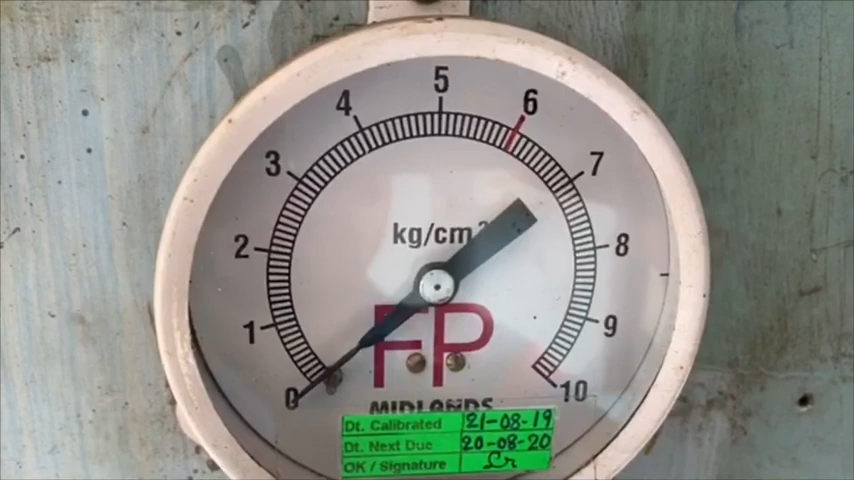 5
4
6
3
7
kg/cm²
2
8
1
9
FP
0
10
MIDLANDS
Dt. Calibrated 21-08-19
Dt. Next Due 20-08-20
OK / Signature